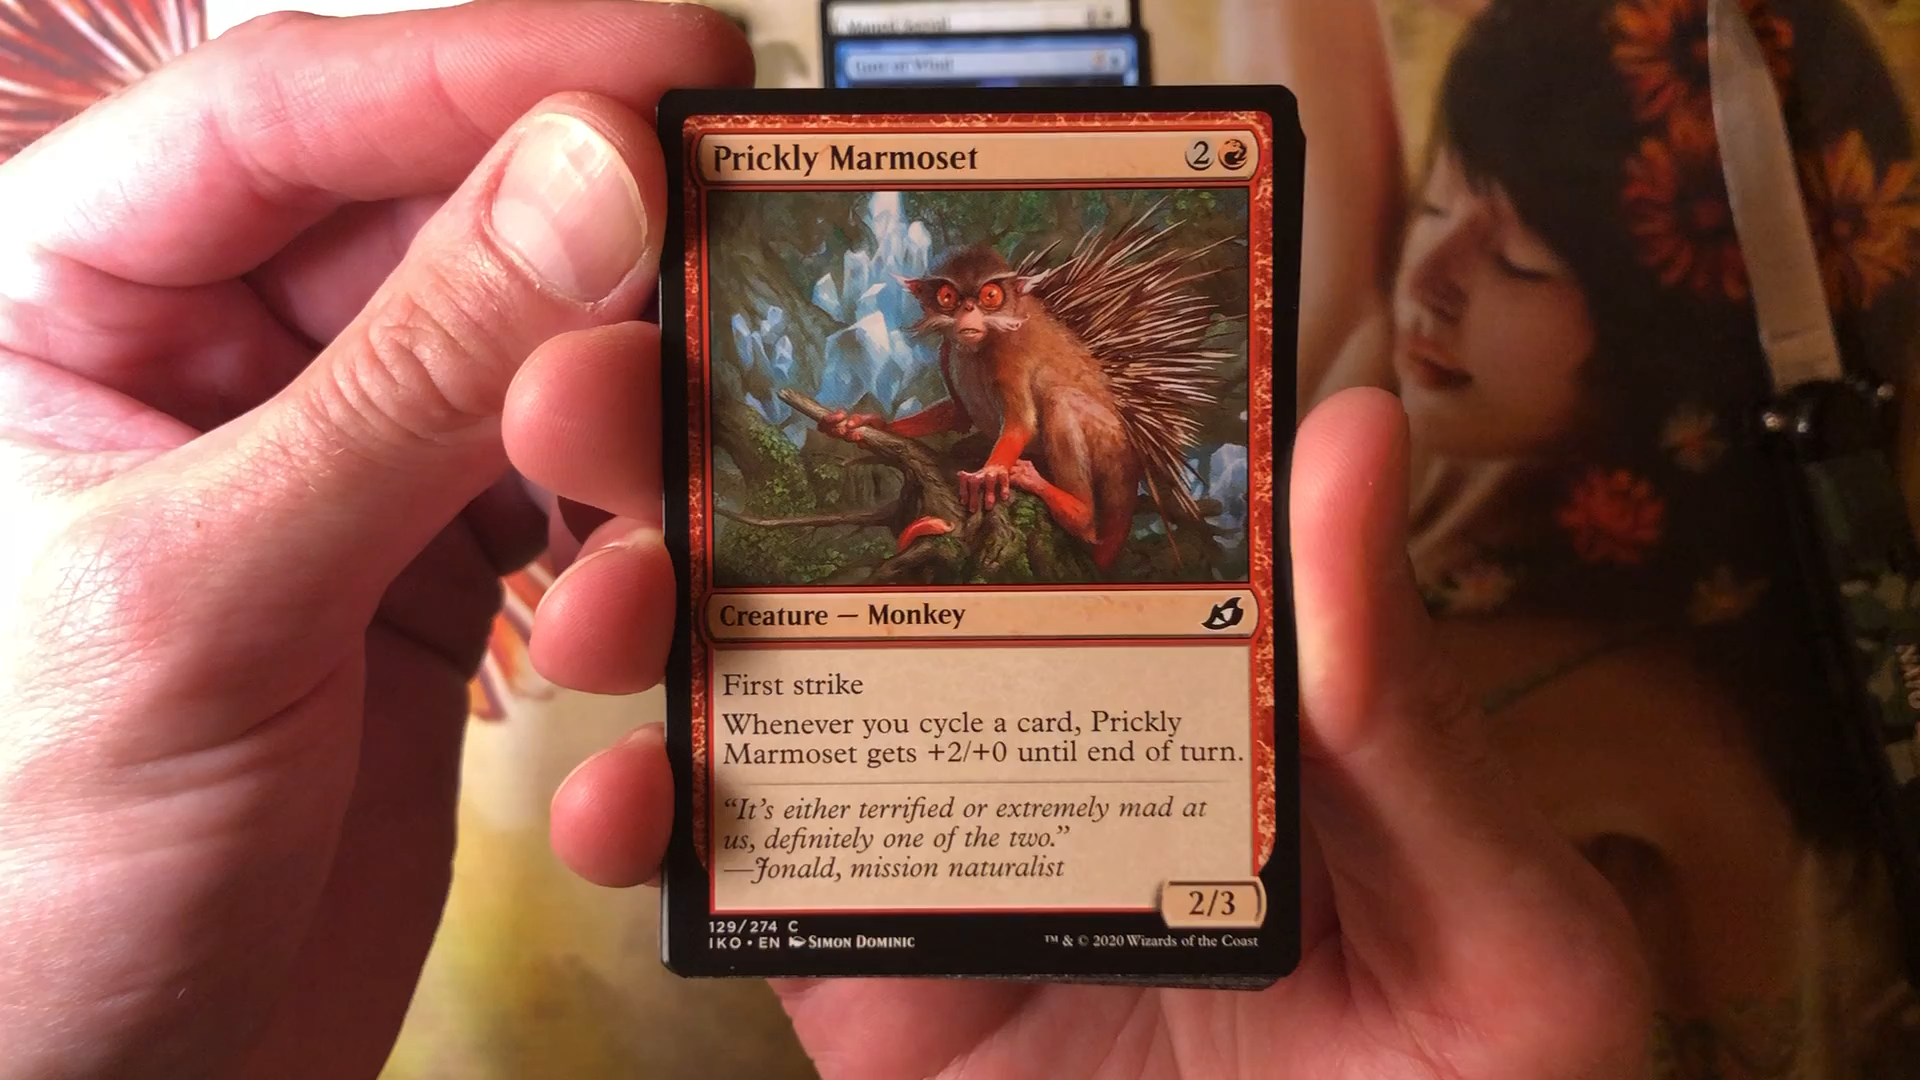 Prickly Marmoset 2
Creature — Monkey
First strike
Whenever you cycle a card, Prickly
Marmoset gets +2/+0 until end of turn.
“It’s either terrified or extremely mad at
us, definitely one of the two.”
—Jonald, mission naturalist
2/3
129/274 C
IKO • EN SIMON DOMINIC
™ & © 2020 Wizards of the Coast
NATO